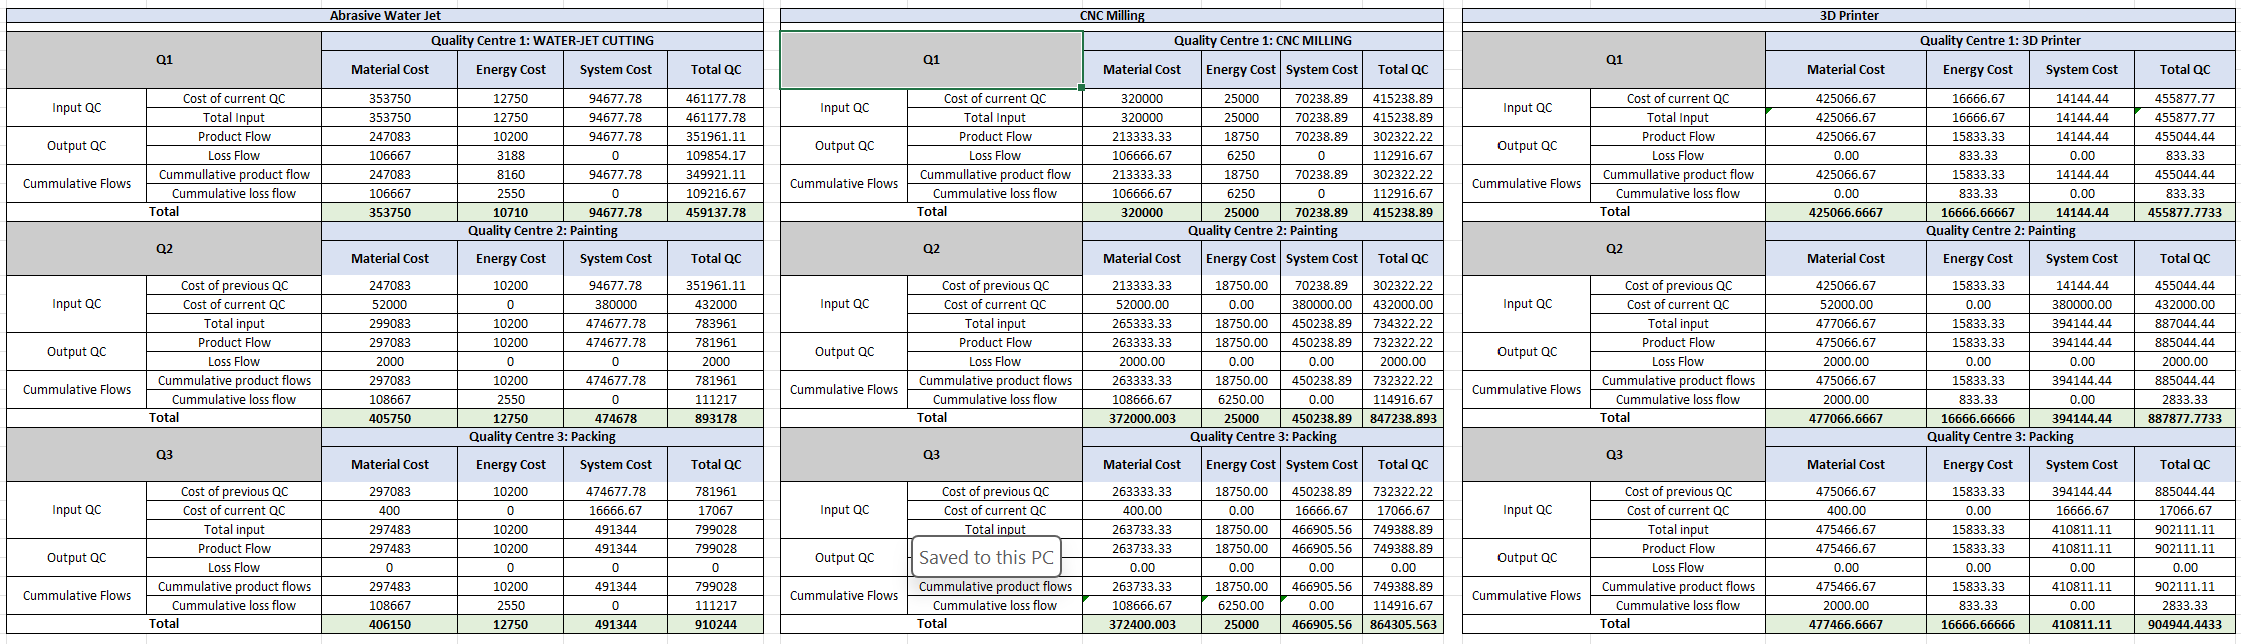 Abrasive Water Jet
Q1 Quality Centre 1: WATER-JET CUTTING
Material Cost Energy Cost System Cost Total QC
Input QC Cost of current QC 353750 12750 94677.78 461177.78
Total Input 353750 12750 94677.78 461177.78
Output QC Product Flow 247083 10200 94677.78 351961.11
Loss Flow 106667 3188 0 109854.17
Cummulative Flows Cummullative product flow 247083 8160 94677.78 349921.11
Cummulative loss flow 106667 2550 0 109216.67
Total 353750 10710 94677.78 459137.78
Q2 Quality Centre 2: Painting
Material Cost Energy Cost System Cost Total QC
Input QC Cost of previous QC 247083 10200 94677.78 351961.11
Cost of current QC 52000 0 380000 432000
Total input 299083 10200 474677.78 783961
Output QC Product Flow 297083 10200 474677.78 781961
Loss Flow 2000 0 0 2000
Cummulative Flows Cummulative product flows 297083 10200 474677.78 781961
Cummulative loss flow 108667 2550 0 111217
Total 405750 12750 474678 893178
Q3 Quality Centre 3: Packing
Material Cost Energy Cost System Cost Total QC
Input QC Cost of previous QC 297083 10200 474677.78 781961
Cost of current QC 400 0 16666.67 17067
Total input 297483 10200 491344 799028
Output QC Product Flow 297483 10200 491344 799028
Loss Flow 0 0 0 0
Cummulative Flows Cummulative product flows 297483 10200 491344 799028
Cummulative loss flow 108667 2550 0 111217
Total 406150 12750 491344 910244
CNC Milling
Q1 Quality Centre 1: CNC MILLING
Material Cost Energy Cost System Cost Total QC
Input QC Cost of current QC 320000 25000 70238.89 415238.89
Total Input 320000 25000 70238.89 415238.89
Output QC Product Flow 213333.33 18750 70238.89 302322.22
Loss Flow 106666.67 6250 0 112916.67
Cummulative Flows Cummullative product flow 213333.33 18750 70238.89 302322.22
Cummulative loss flow 106666.67 6250 0 112916.67
Total 320000 25000 70238.89 415238.89
Q2 Quality Centre 2: Painting
Material Cost Energy Cost System Cost Total QC
Input QC Cost of previous QC 213333.33 18750.00 70238.89 302322.22
Cost of current QC 52000.00 0.00 380000.00 432000.00
Total input 265333.33 18750.00 450238.89 734322.22
Output QC Product Flow 263333.33 18750.00 450238.89 732322.22
Loss Flow 2000.00 0.00 0.00 2000.00
Cummulative Flows Cummulative product flows 263333.33 18750.00 450238.89 732322.22
Cummulative loss flow 108666.67 6250.00 0.00 114916.67
Total 372000.003 25000 450238.89 847238.893
Q3 Quality Centre 3: Packing
Material Cost Energy Cost System Cost Total QC
Input QC Cost of previous QC 263333.33 18750.00 450238.89 732322.22
Cost of current QC 400.00 0.00 16666.67 17066.67
Total input 263733.33 18750.00 466905.56 749388.89
Output QC 263733.33 18750.00 466905.56 749388.89
Saved to this PC
0.00 0.00 0.00 0.00
Cummulative Flows Cummulative product flows 263733.33 18750.00 466905.56 749388.89
Cummulative loss flow 108666.67 6250.00 0.00 114916.67
Total 372400.003 25000 466905.56 864305.563
3D Printer
Q1 Quality Centre 1: 3D Printer
Material Cost Energy Cost System Cost Total QC
Input QC Cost of current QC 425066.67 16666.67 14144.44 455877.77
Total Input 425066.67 16666.67 14144.44 455877.77
Output QC Product Flow 425066.67 15833.33 14144.44 455044.44
Loss Flow 0.00 833.33 0.00 833.33
Cummulative Flows Cummullative product flow 425066.67 15833.33 14144.44 455044.44
Cummulative loss flow 0.00 833.33 0.00 833.33
Total 425066.6667 16666.66667 14144.44 455877.7733
Q2 Quality Centre 2: Painting
Material Cost Energy Cost System Cost Total QC
Input QC Cost of previous QC 425066.67 15833.33 14144.44 455044.44
Cost of current QC 52000.00 0.00 380000.00 432000.00
Total input 477066.67 15833.33 394144.44 887044.44
Output QC Product Flow 475066.67 15833.33 394144.44 885044.44
Loss Flow 2000.00 0.00 0.00 2000.00
Cummulative Flows Cummulative product flows 475066.67 15833.33 394144.44 885044.44
Cummulative loss flow 2000.00 833.33 0.00 2833.33
Total 477066.6667 16666.66666 394144.44 887877.7733
Q3 Quality Centre 3: Packing
Material Cost Energy Cost System Cost Total QC
Input QC Cost of previous QC 475066.67 15833.33 394144.44 885044.44
Cost of current QC 400.00 0.00 16666.67 17066.67
Total input 475466.67 15833.33 410811.11 902111.11
Output QC Product Flow 475466.67 15833.33 410811.11 902111.11
Loss Flow 0.00 0.00 0.00 0.00
Cummulative Flows Cummulative product flows 475466.67 15833.33 410811.11 902111.11
Cummulative loss flow 2000.00 833.33 0.00 2833.33
Total 477466.6667 16666.66666 410811.11 904944.4433